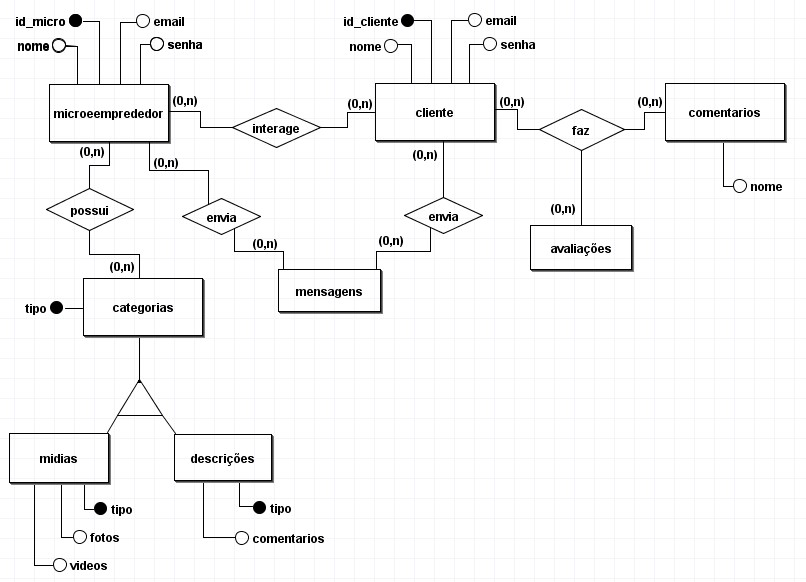 id_micro
email
nome
senha
microeemprededor
(0,n)
interage
(0,n)
id_cliente
email
nome
senha
cliente
(0,n)
faz
(0,n)
comentarios
nome
(0,n)
avaliações
(0,n)
possui
(0,n)
(0,n)
envia
(0,n)
(0,n)
envia
(0,n)
mensagens
tipo
categorias
midias
descrições
tipo
fotos
videos
tipo
comentarios